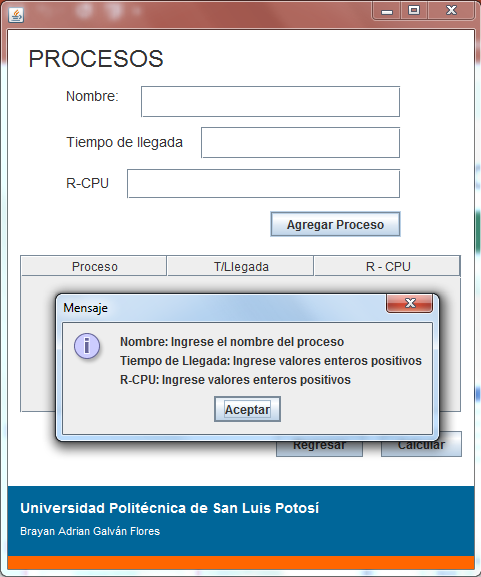 PROCESOS
Nombre:
Tiempo de llegada
R-CPU
Agregar Proceso
Proceso T/Llegada R - CPU
Mensaje
Nombre: Ingrese el nombre del proceso
Tiempo de Llegada: Ingrese valores enteros positivos
R-CPU: Ingrese valores enteros positivos
Aceptar
Regresar Calcular
Universidad Politécnica de San Luis Potosí
Brayan Adrian Galván Flores